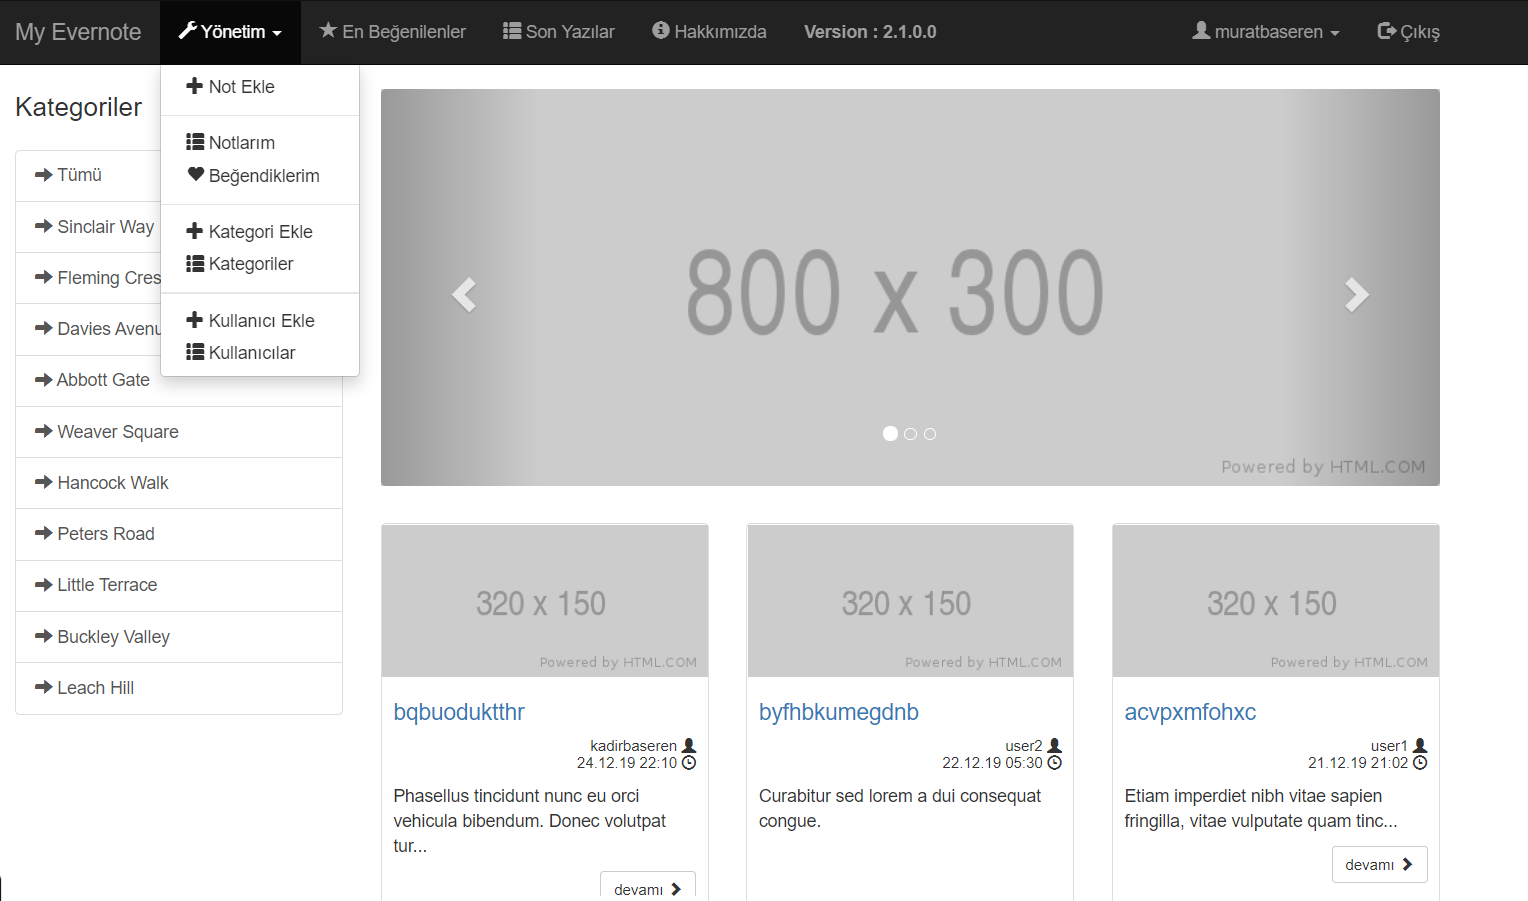 My Evernote
Yönetim
En Beğenilenler
Son Yazılar
Hakkımızda
Version : 2.1.0.0
muratbaseren
Çıkış
Not Ekle
Notlarım
Beğendiklerim
Kategori Ekle
Kategoriler
Kullanıcı Ekle
Kullanıcılar
Kategoriler
Tümü
Sinclair Way
Fleming Cres
Davies Avenu
Abbott Gate
Weaver Square
Hancock Walk
Peters Road
Little Terrace
Buckley Valley
Leach Hill
800 x 300
Powered by HTML.COM
320 x 150
Powered by HTML.COM
bqbuoduktthr
kadirbaseren
24.12.19 22:10
Phasellus tincidunt nunc eu orci
vehicula bibendum. Donec volutpat
tur...
devamı
320 x 150
Powered by HTML.COM
byfhbkumegdnb
user2
22.12.19 05:30
Curabitur sed lorem a dui consequat
congue.
320 x 150
Powered by HTML.COM
acvpxmfohxc
user1
21.12.19 21:02
Etiam imperdiet nibh vitae sapien
fringilla, vitae vulputate quam tinc...
devamı